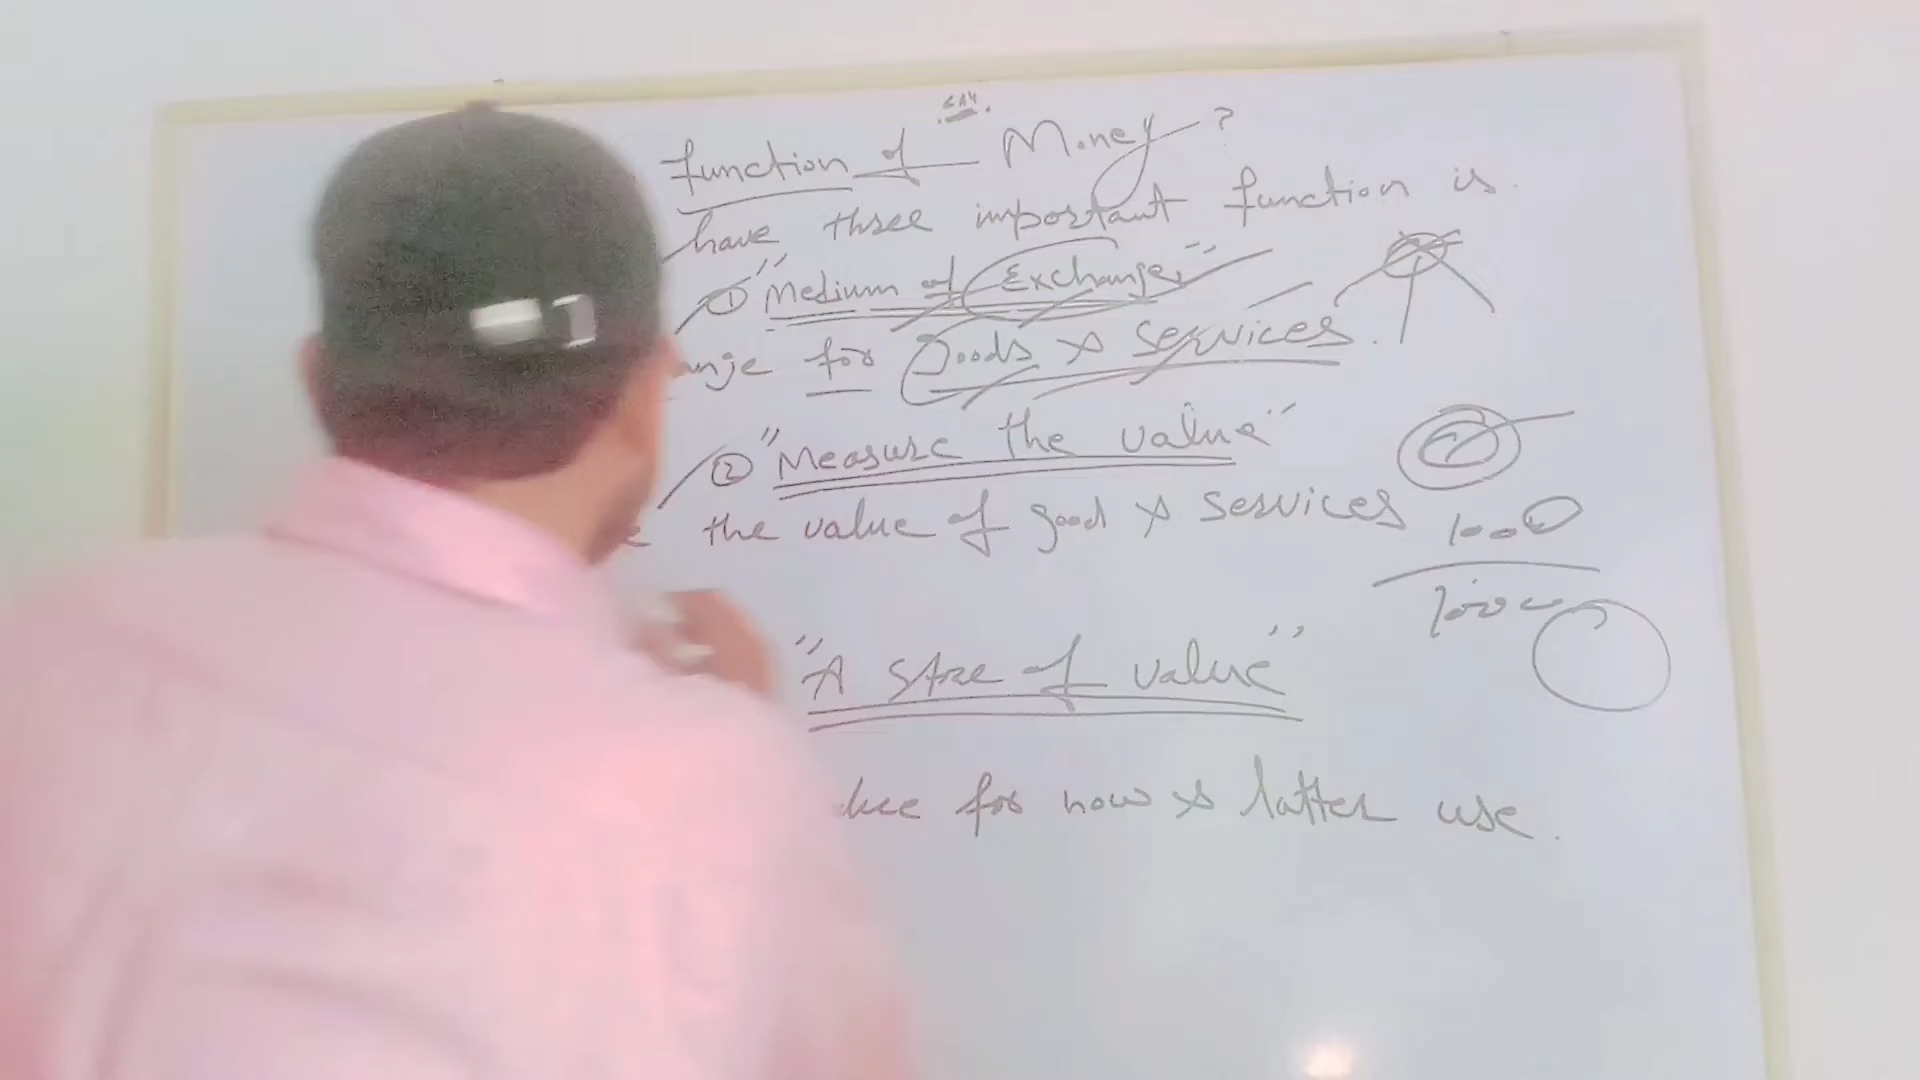 Function of Money ?
have three important function is
① "Medium of Exchange."
ange for Goods & Services.
② "Measure the value"
e the value of good & services
1000
"A Store of value"
for now & latter use.